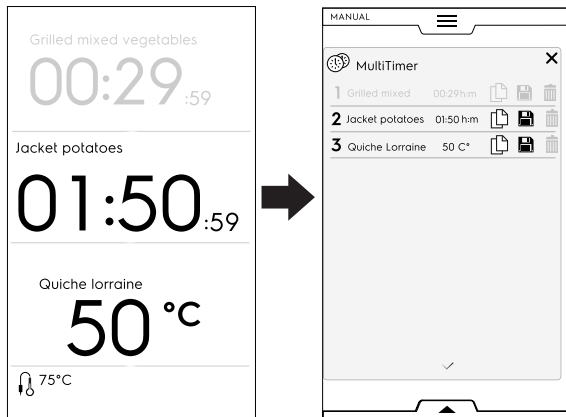 Grilled mixed vegetables
00:29:59
Jacket potatoes
01:50:59
Quiche lorraine
50 °C
75°C
MANUAL
MultiTimer
1 Grilled mixed 00:29h:m
2 Jacket potatoes 01:50 h:m
3 Quiche Lorraine 50 C°